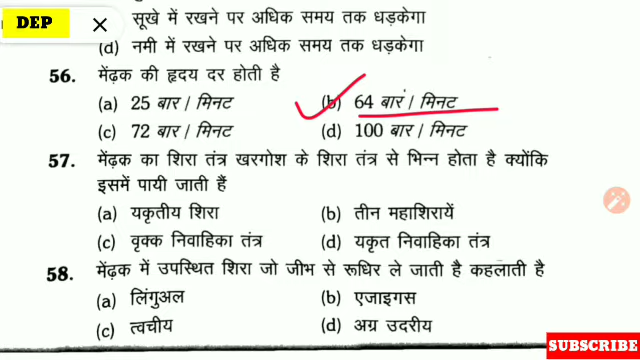 DEP
सूखे में रखने पर अधिक समय तक धड़केगा
(d) नमी में रखने पर अधिक समय तक धड़केगा
56. मेंढ़क की हृदय दर होती है
(a) 25 बार / मिनट (b) 64 बार / मिनट
(c) 72 बार / मिनट (d) 100 बार / मिनट
57. मेंढ़क का शिरा तंत्र खरगोश के शिरा तंत्र से भिन्न होता है क्योंकि
इसमें पायी जाती हैं
(a) यकृतीय शिरा (b) तीन महाशिरायें
(c) वृक्क निवाहिका तंत्र (d) यकृत निवाहिका तंत्र
58. मेंढ़क में उपस्थित शिरा जो जीभ से रूधिर ले जाती है कहलाती है
(a) लिंगुअल (b) एजाइगस
(c) त्वचीय (d) अग्र उदरीय
SUBSCRIBE